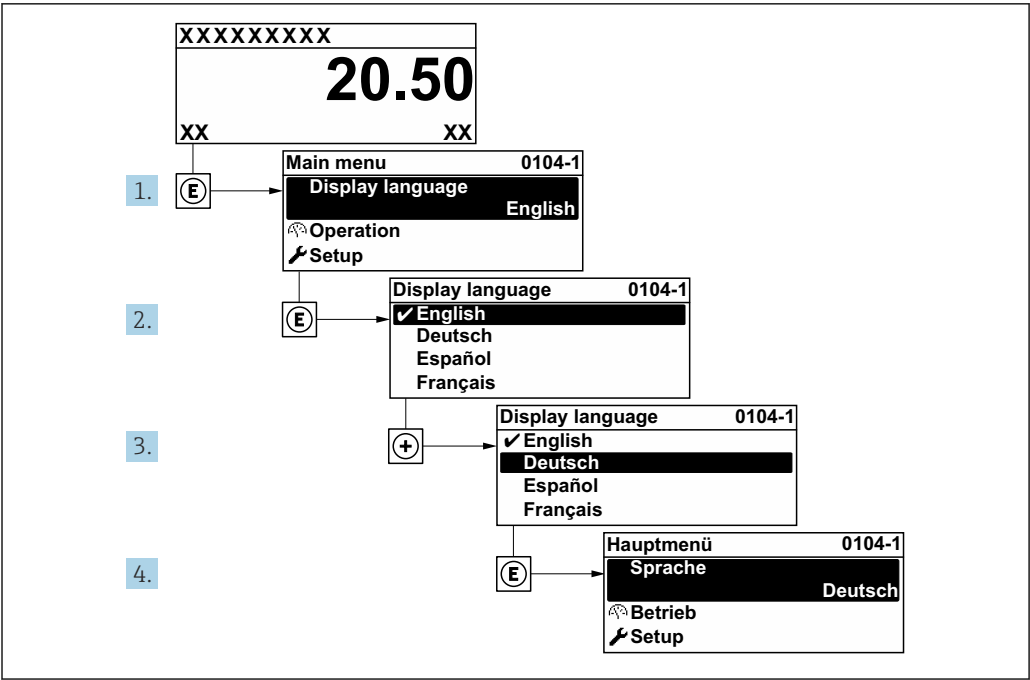 XXXXXXXXX
20.50
XX XX
1. E
Main menu 0104-1
Display language
English
Operation
Setup
2. E
Display language 0104-1
✔ English
Deutsch
Español
Français
3. +
Display language 0104-1
✔ English
Deutsch
Español
Français
4. E
Hauptmenü 0104-1
Sprache
Deutsch
Betrieb
Setup